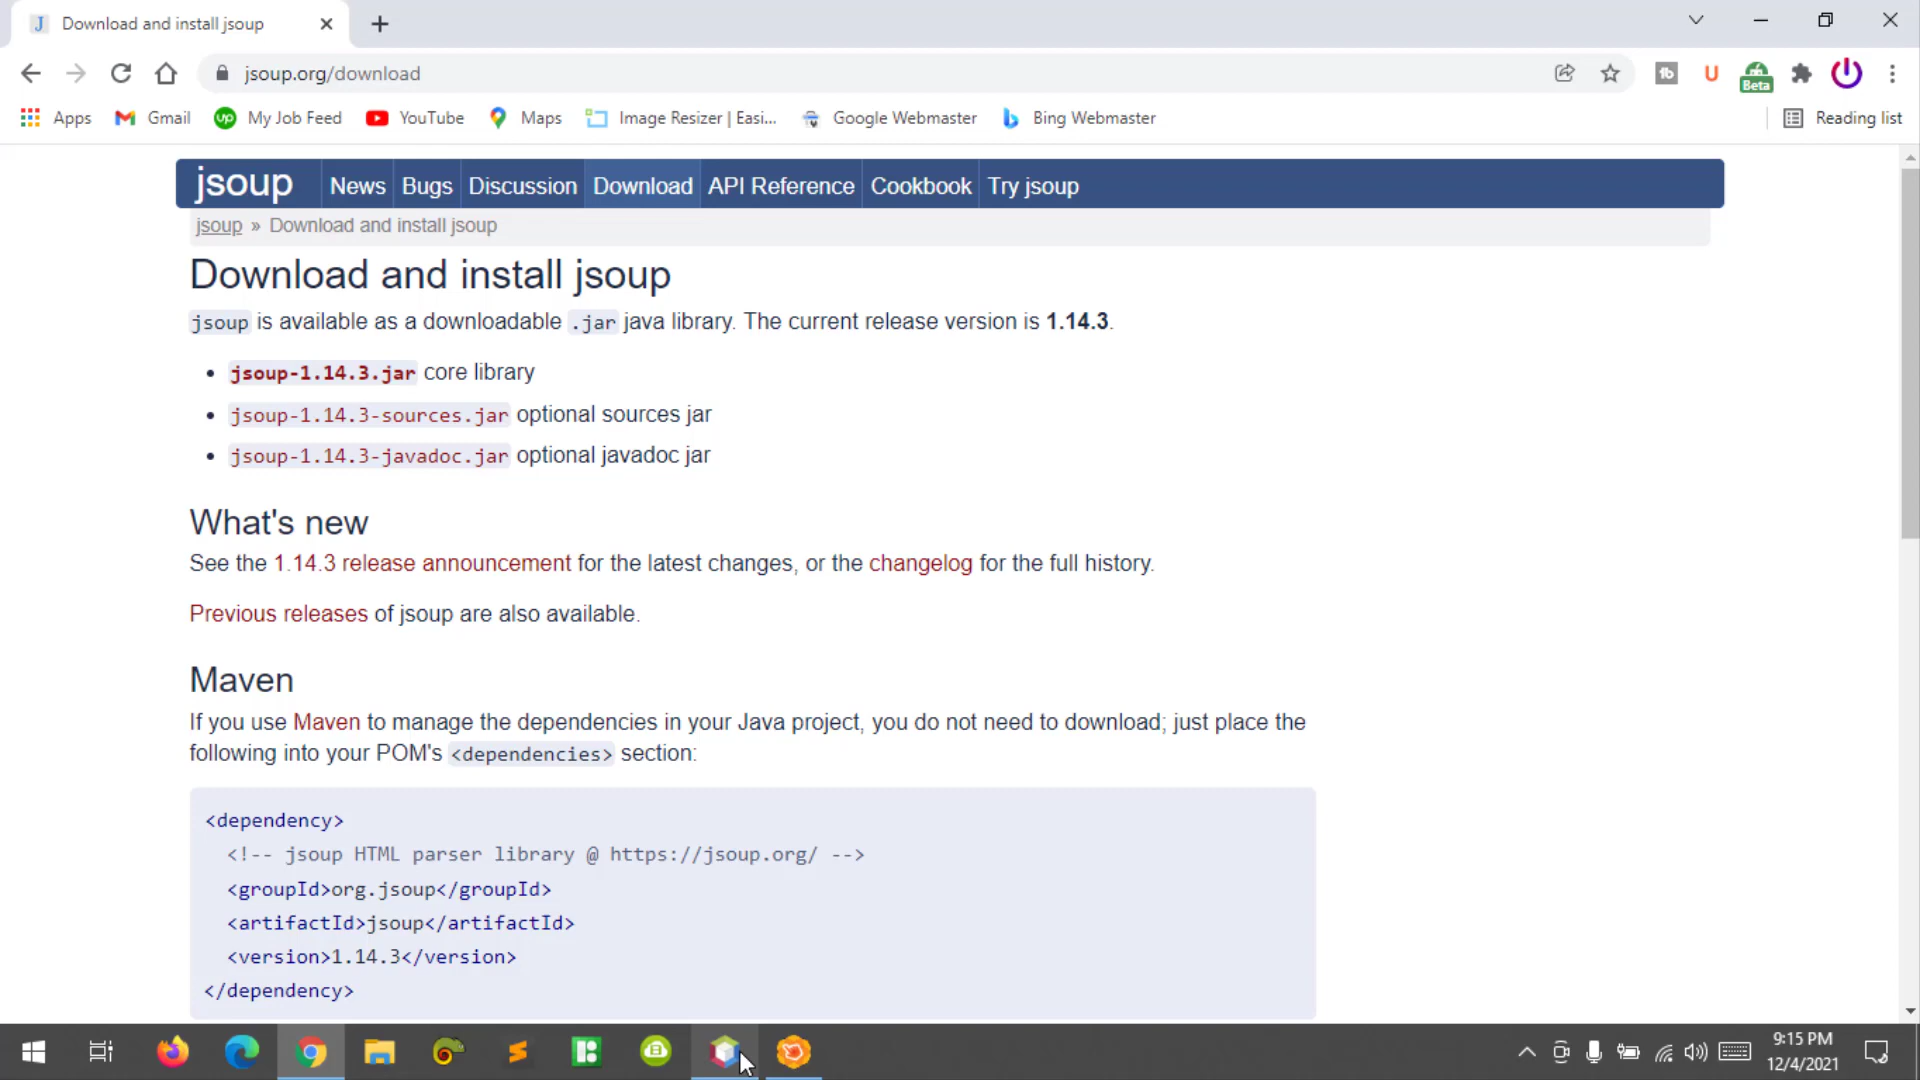 Download and install jsoup
jsoup.org/download
Beta
Apps Gmail My Job Feed YouTube Maps Image Resizer | Easi... Google Webmaster Bing Webmaster Reading list
jsoup News Bugs Discussion Download API Reference Cookbook Try jsoup
jsoup » Download and install jsoup
Download and install jsoup
jsoup is available as a downloadable .jar java library. The current release version is 1.14.3.
• jsoup-1.14.3.jar core library
• jsoup-1.14.3-sources.jar optional sources jar
• jsoup-1.14.3-javadoc.jar optional javadoc jar
What's new
See the 1.14.3 release announcement for the latest changes, or the changelog for the full history.
Previous releases of jsoup are also available.
Maven
If you use Maven to manage the dependencies in your Java project, you do not need to download; just place the
following into your POM's <dependencies> section:
<dependency>
<!-- jsoup HTML parser library @ https://jsoup.org/ -->
<groupId>org.jsoup</groupId>
<artifactId>jsoup</artifactId>
<version>1.14.3</version>
</dependency>
9:15 PM
12/4/2021